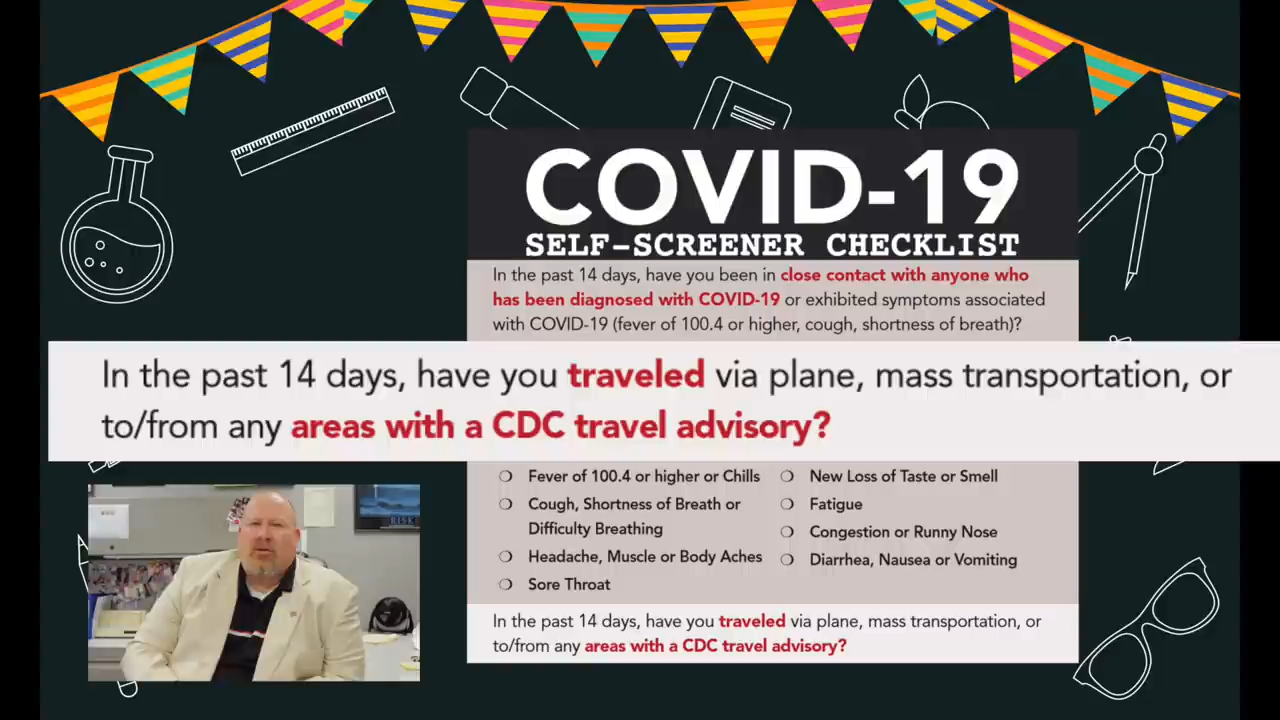 COVID-19
SELF-SCREENER CHECKLIST
In the past 14 days, have you been in close contact with anyone who
has been diagnosed with COVID-19 or exhibited symptoms associated
with COVID-19 (fever of 100.4 or higher, cough, shortness of breath)?
In the past 14 days, have you traveled via plane, mass transportation, or
to/from any areas with a CDC travel advisory?
Fever of 100.4 or higher or Chills
Cough, Shortness of Breath or
Difficulty Breathing
Headache, Muscle or Body Aches
Sore Throat
New Loss of Taste or Smell
Fatigue
Congestion or Runny Nose
Diarrhea, Nausea or Vomiting
In the past 14 days, have you traveled via plane, mass transportation, or
to/from any areas with a CDC travel advisory?
RISK